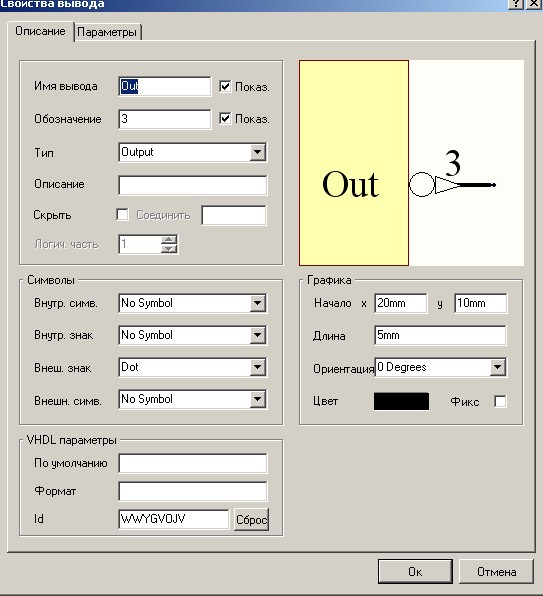 Свойства вывода
Описание Параметры
Имя вывода Out Показ.
Обозначение 3 Показ.
Тип Output
Описание
Скрыть Соединить
Логич. часть 1
Out 3
Символы
Внутр. симв. No Symbol
Внутр. знак No Symbol
Внеш. знак Dot
Внешн. симв. No Symbol
Графика
Начало x 20mm y 10mm
Длина 5mm
Ориентация 0 Degrees
Цвет Фикс
VHDL параметры
По умолчанию
Формат
Id WWYGVOJV Сброс
Ок Отмена